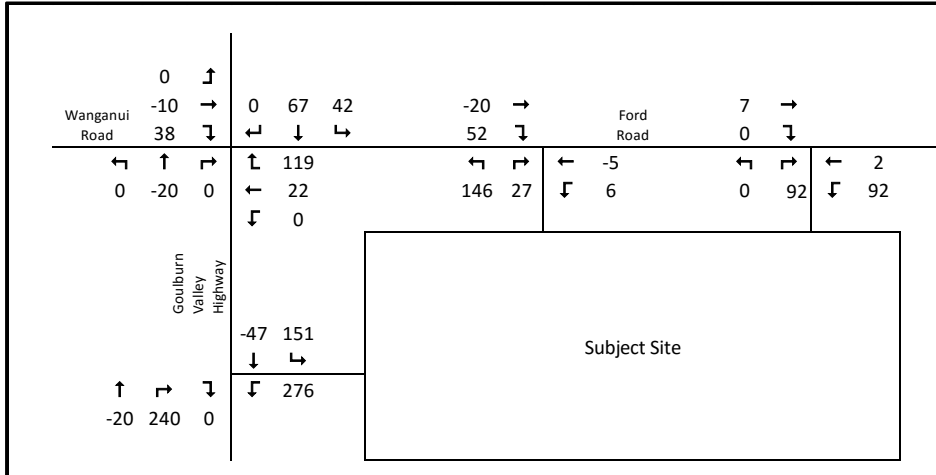 0
-10 0 67 42 -20 7
Wanganui
Road
38 52 Ford
Road
0
119 -5 2
0 -20 0 22 146 27 6 0 92 92
0
Goulburn
Valley
Highway
-47 151
Subject Site
276
-20 240 0